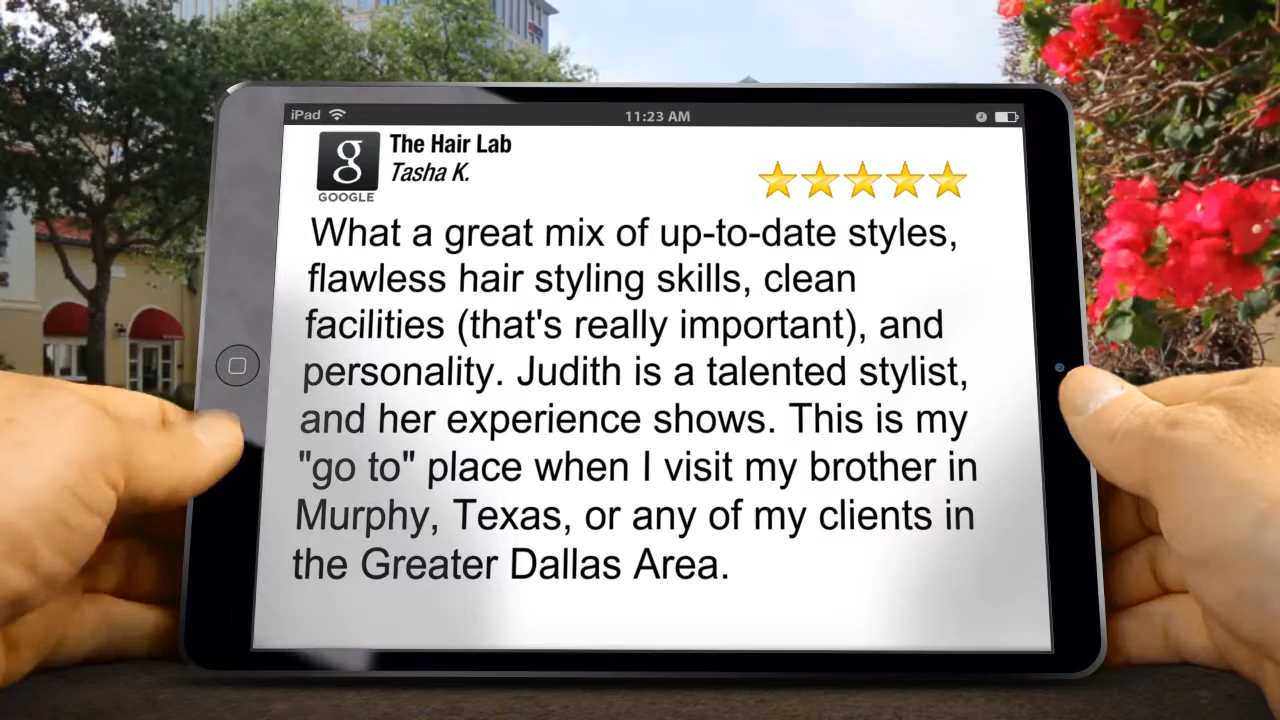 iPad 11:23 AM
g
GOOGLE
The Hair Lab
Tasha K.
What a great mix of up-to-date styles,
flawless hair styling skills, clean
facilities (that's really important), and
personality. Judith is a talented stylist,
and her experience shows. This is my
"go to" place when I visit my brother in
Murphy, Texas, or any of my clients in
the Greater Dallas Area.